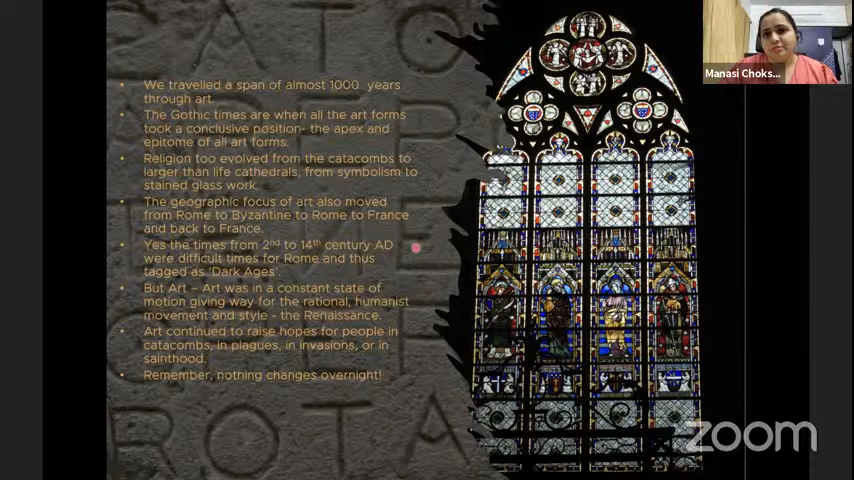 We travelled a span of almost 1000 years
through art.
The Gothic times are when all the art forms
took a conclusive position- the apex and
epitome of all art forms.
Religion too evolved from the catacombs to
larger than life cathedrals, from symbolism to
stained glass work.
The geographic focus of art also moved
from Rome to Byzantine to Rome to France
and back to France.
Yes the times from 2nd to 14th century AD
were difficult times for Rome and thus
tagged as 'Dark Ages'.
But Art – Art was in a constant state of
motion giving way for the rational, humanist
movement and style - the Renaissance.
Art continued to raise hopes for people in
catacombs, in plagues, in invasions, or in
sainthood.
Remember, nothing changes overnight!
ROTA
Manasi Choks...
zoom